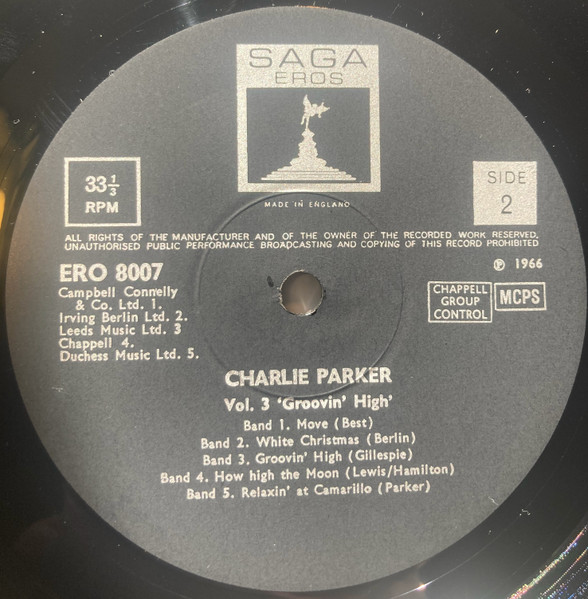 SAGA
EROS
MADE IN ENGLAND
33⅓
RPM
SIDE
2
ALL RIGHTS OF THE MANUFACTURER AND OF THE OWNER OF THE RECORDED WORK RESERVED,
UNAUTHORISED PUBLIC PERFORMANCE BROADCASTING AND COPYING OF THIS RECORD PROHIBITED
ERO 8007
Ⓟ 1966
Campbell Connelly
& Co. Ltd. 1.
Irving Berlin Ltd. 2.
Leeds Music Ltd. 3
Chappell 4.
Duchess Music Ltd. 5.
CHAPPELL
GROUP
CONTROL
MCPS
CHARLIE PARKER
Vol. 3 'Groovin' High'
Band 1. Move (Best)
Band 2. White Christmas (Berlin)
Band 3. Groovin' High (Gillespie)
Band 4. How high the Moon (Lewis/Hamilton)
Band 5. Relaxin' at Camarillo (Parker)